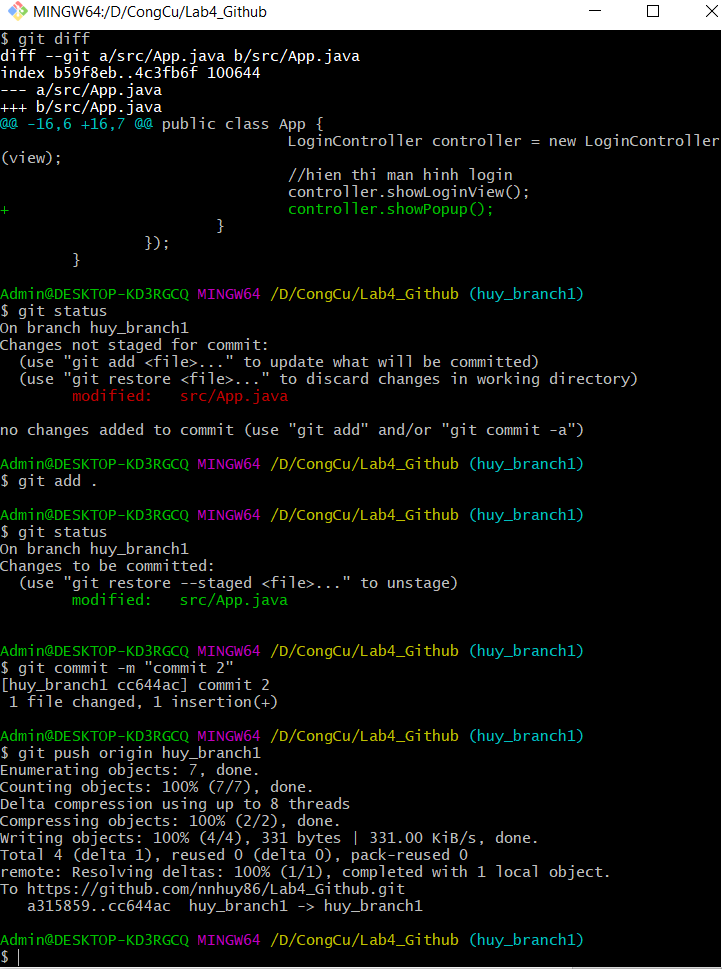 MINGW64:/D/CongCu/Lab4_Github
$ git diff
diff --git a/src/App.java b/src/App.java
index b59f8eb..4c3fb6f 100644
--- a/src/App.java
+++ b/src/App.java
@@ -16,6 +16,7 @@ public class App {
                                LoginController controller = new LoginController
(view);
                                //hien thi man hinh login
                                controller.showLoginView();
+                               controller.showPopup();
                        }
                });
        }

Admin@DESKTOP-KD3RGCQ MINGW64 /D/CongCu/Lab4_Github (huy_branch1)
$ git status
On branch huy_branch1
Changes not staged for commit:
  (use "git add <file>..." to update what will be committed)
  (use "git restore <file>..." to discard changes in working directory)
        modified:   src/App.java

no changes added to commit (use "git add" and/or "git commit -a")

Admin@DESKTOP-KD3RGCQ MINGW64 /D/CongCu/Lab4_Github (huy_branch1)
$ git add .

Admin@DESKTOP-KD3RGCQ MINGW64 /D/CongCu/Lab4_Github (huy_branch1)
$ git status
On branch huy_branch1
Changes to be committed:
  (use "git restore --staged <file>..." to unstage)
        modified:   src/App.java


Admin@DESKTOP-KD3RGCQ MINGW64 /D/CongCu/Lab4_Github (huy_branch1)
$ git commit -m "commit 2"
[huy_branch1 cc644ac] commit 2
 1 file changed, 1 insertion(+)

Admin@DESKTOP-KD3RGCQ MINGW64 /D/CongCu/Lab4_Github (huy_branch1)
$ git push origin huy_branch1
Enumerating objects: 7, done.
Counting objects: 100% (7/7), done.
Delta compression using up to 8 threads
Compressing objects: 100% (2/2), done.
Writing objects: 100% (4/4), 331 bytes | 331.00 KiB/s, done.
Total 4 (delta 1), reused 0 (delta 0), pack-reused 0
remote: Resolving deltas: 100% (1/1), completed with 1 local object.
To https://github.com/nnhuy86/Lab4_Github.git
   a315859..cc644ac  huy_branch1 -> huy_branch1

Admin@DESKTOP-KD3RGCQ MINGW64 /D/CongCu/Lab4_Github (huy_branch1)
$